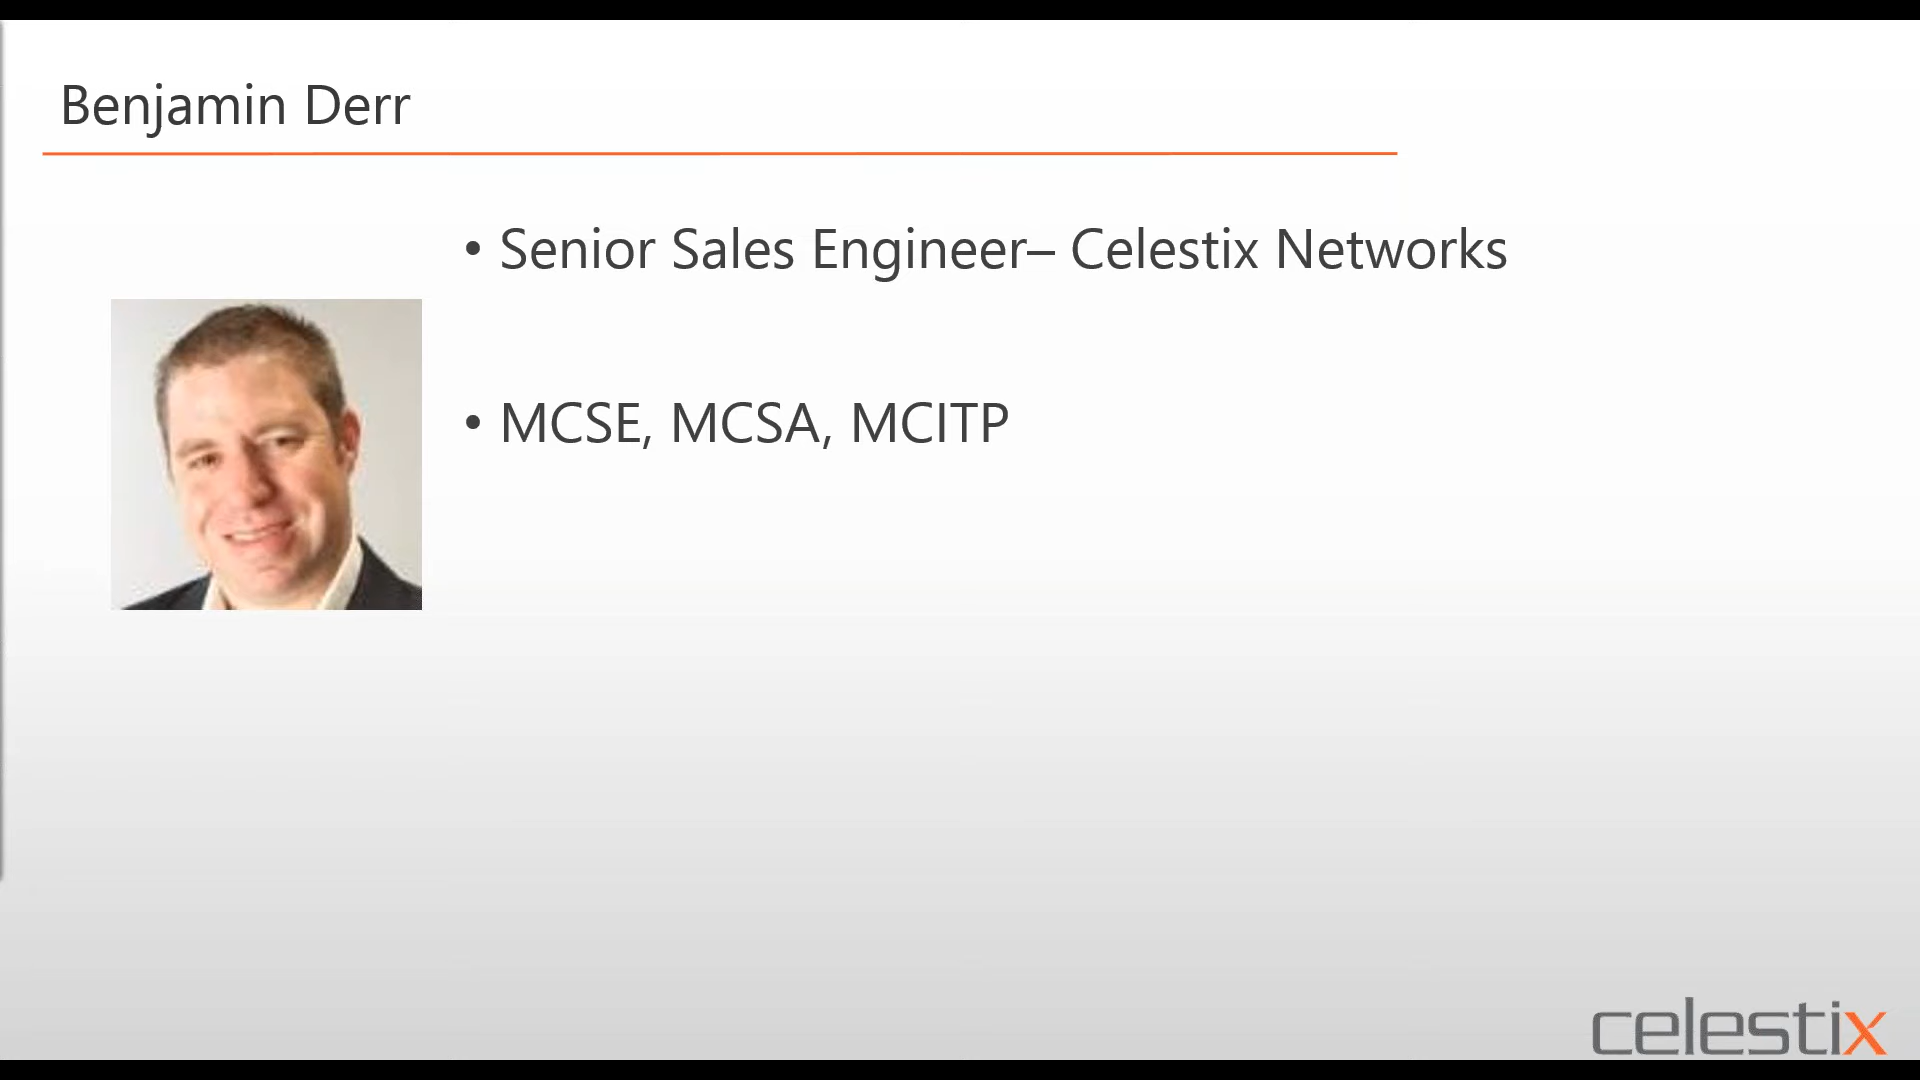 Benjamin Derr
• Senior Sales Engineer– Celestix Networks
• MCSE, MCSA, MCITP
celestix